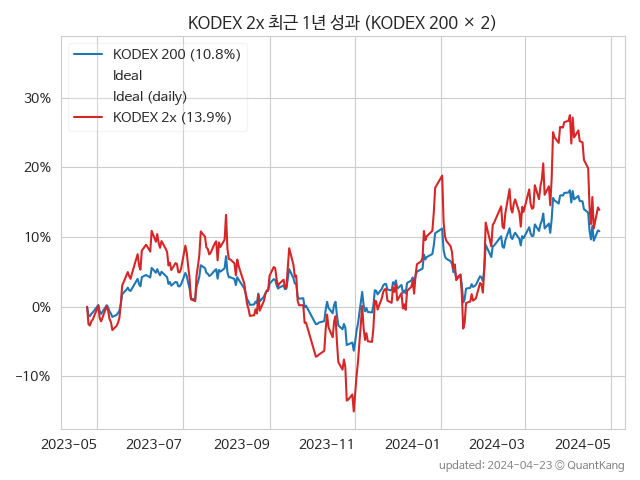 KODEX 2x 최근 1년 성과 (KODEX 200 × 2)
KODEX 200 (10.8%)
Ideal
Ideal (daily)
KODEX 2x (13.9%)
30%
20%
10%
0%
−10%
2023−05 2023−07 2023−09 2023−11 2024−01 2024−03 2024−05
updated: 2024−04−23 © QuantKang